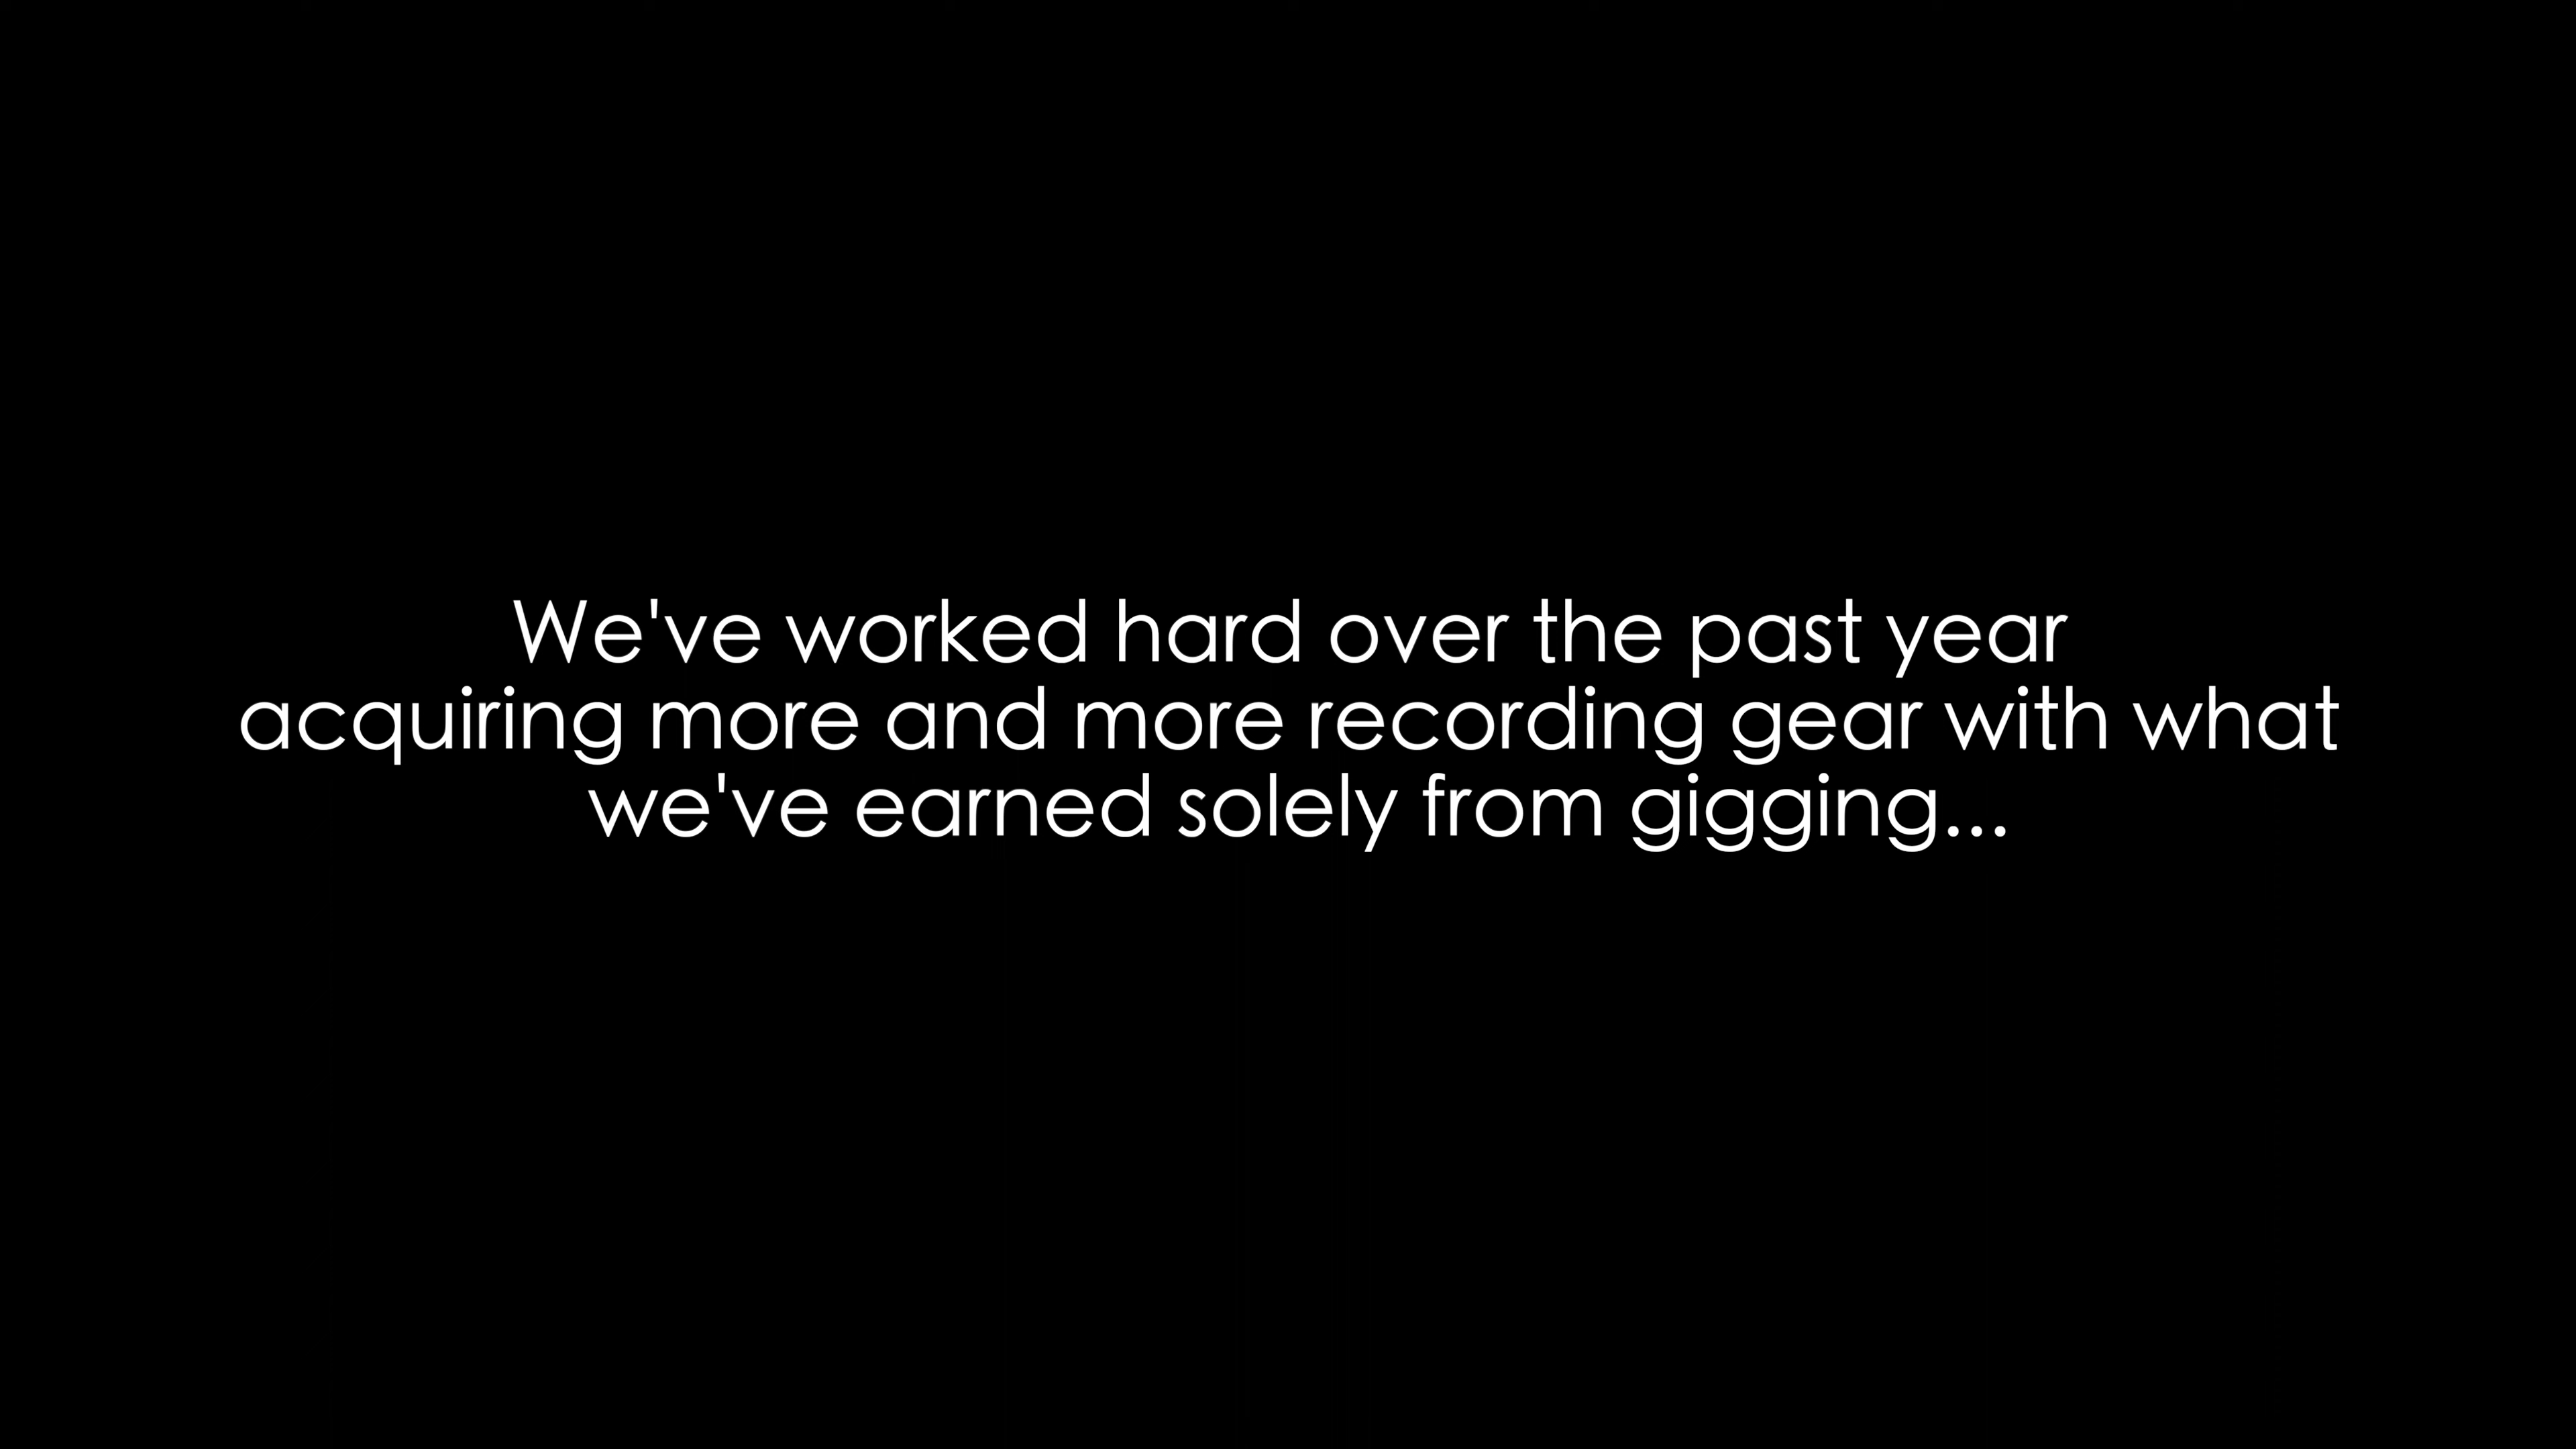 We've worked hard over the past year
acquiring more and more recording gear with what
we've earned solely from gigging...